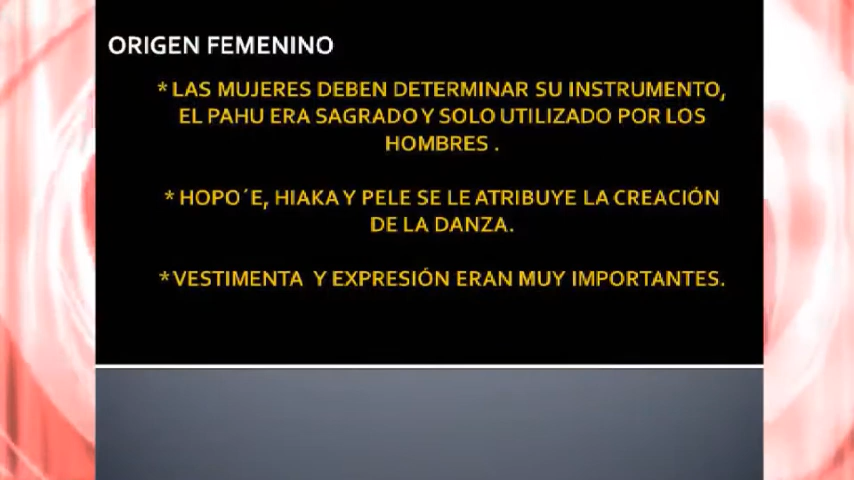 ORIGEN FEMENINO
* LAS MUJERES DEBEN DETERMINAR SU INSTRUMENTO,
EL PAHU ERA SAGRADO Y SOLO UTILIZADO POR LOS
HOMBRES .
* HOPO´E, HIAKA Y PELE SE LE ATRIBUYE LA CREACIÓN
DE LA DANZA.
* VESTIMENTA Y EXPRESIÓN ERAN MUY IMPORTANTES.